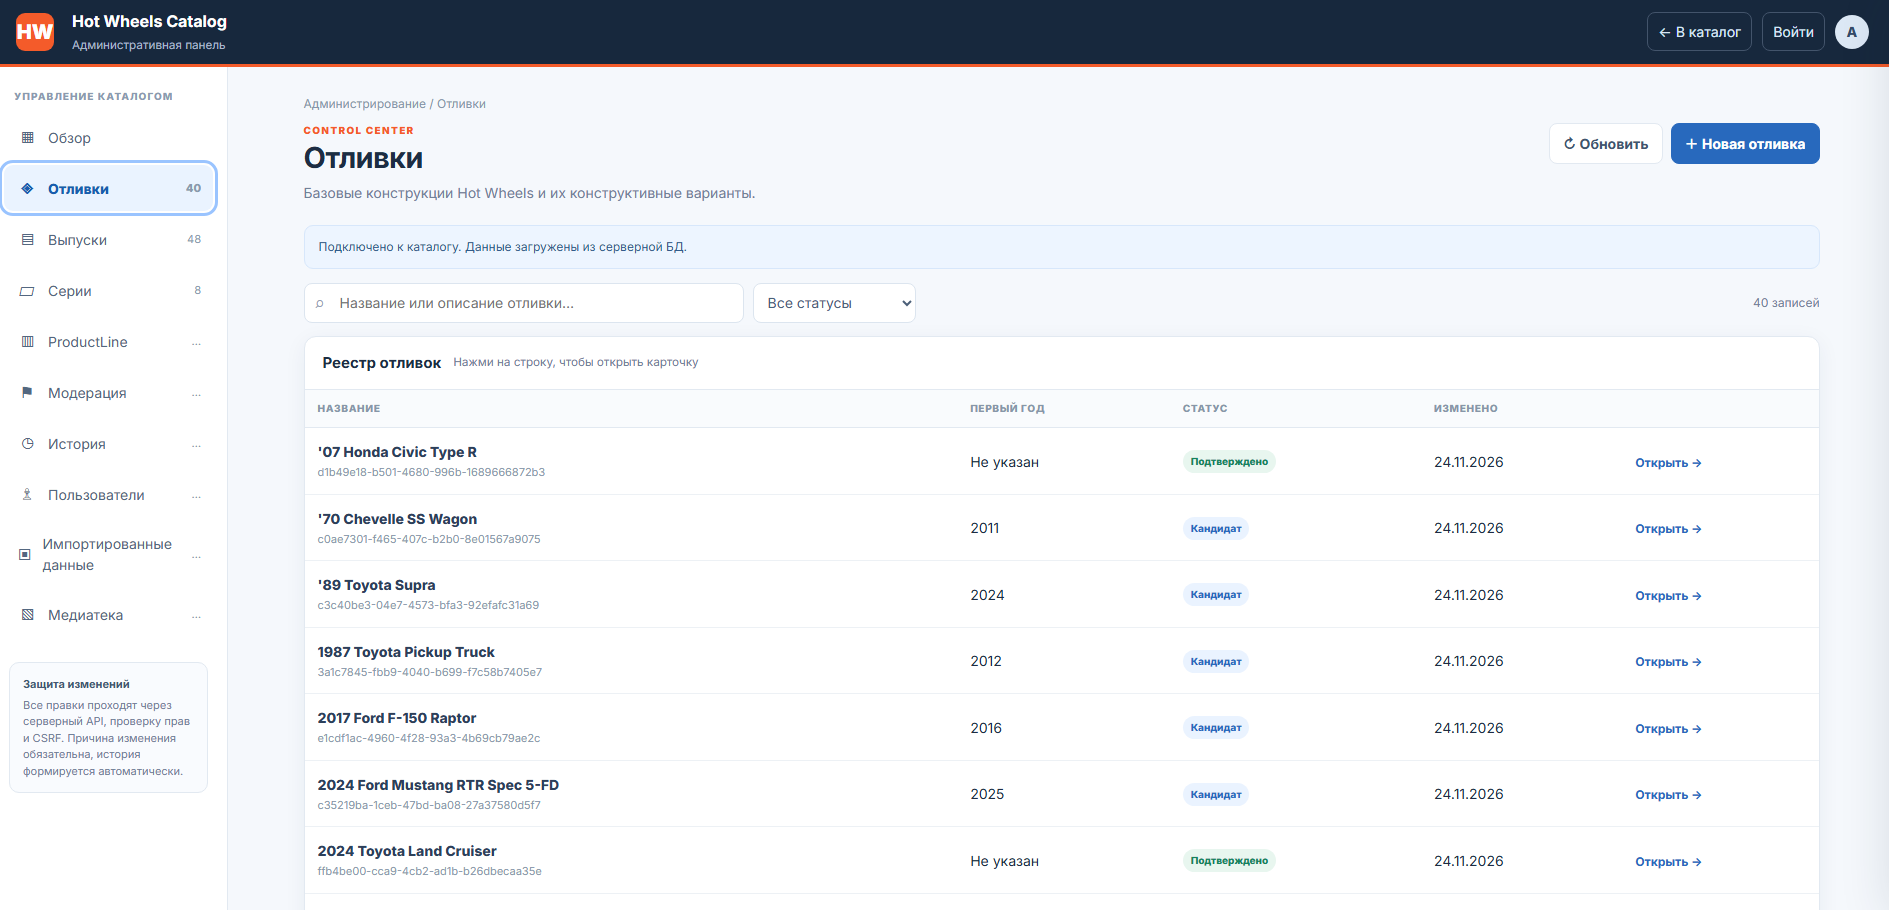 HW
Hot Wheels Catalog
Административная панель
← В каталог
Войти
A
УПРАВЛЕНИЕ КАТАЛОГОМ
Обзор
Отливки 40
Выпуски 48
Серии 8
ProductLine ...
Модерация ...
История ...
Пользователи ...
Импортированные
данные ...
Медиатека ...
Защита изменений
Все правки проходят через
серверный API, проверку прав
и CSRF. Причина изменения
обязательна, история
формируется автоматически.
Администрирование / Отливки
CONTROL CENTER
Отливки
Базовые конструкции Hot Wheels и их конструктивные варианты.
↻ Обновить
+ Новая отливка
Подключено к каталогу. Данные загружены из серверной БД.
Название или описание отливки...
Все статусы
40 записей
Реестр отливок Нажми на строку, чтобы открыть карточку
НАЗВАНИЕ ПЕРВЫЙ ГОД СТАТУС ИЗМЕНЕНО
'07 Honda Civic Type R
d1b49e18-b501-4680-996b-1689666872b3
Не указан Подтверждено 24.11.2026 Открыть →
'70 Chevelle SS Wagon
c0ae7301-f465-407c-b2b0-8e01567a9075
2011 Кандидат 24.11.2026 Открыть →
'89 Toyota Supra
c3c40be3-04e7-4573-bfa3-92efafc31a69
2024 Кандидат 24.11.2026 Открыть →
1987 Toyota Pickup Truck
3a1c7845-fbb9-4040-b699-f7c58b7405e7
2012 Кандидат 24.11.2026 Открыть →
2017 Ford F-150 Raptor
e1cdf1ac-4960-4f28-93a3-4b69cb79ae2c
2016 Кандидат 24.11.2026 Открыть →
2024 Ford Mustang RTR Spec 5-FD
c35219ba-1ceb-47bd-ba08-27a37580d5f7
2025 Кандидат 24.11.2026 Открыть →
2024 Toyota Land Cruiser
ffb4be00-cca9-4cb2-ad1b-b26dbecaa35e
Не указан Подтверждено 24.11.2026 Открыть →